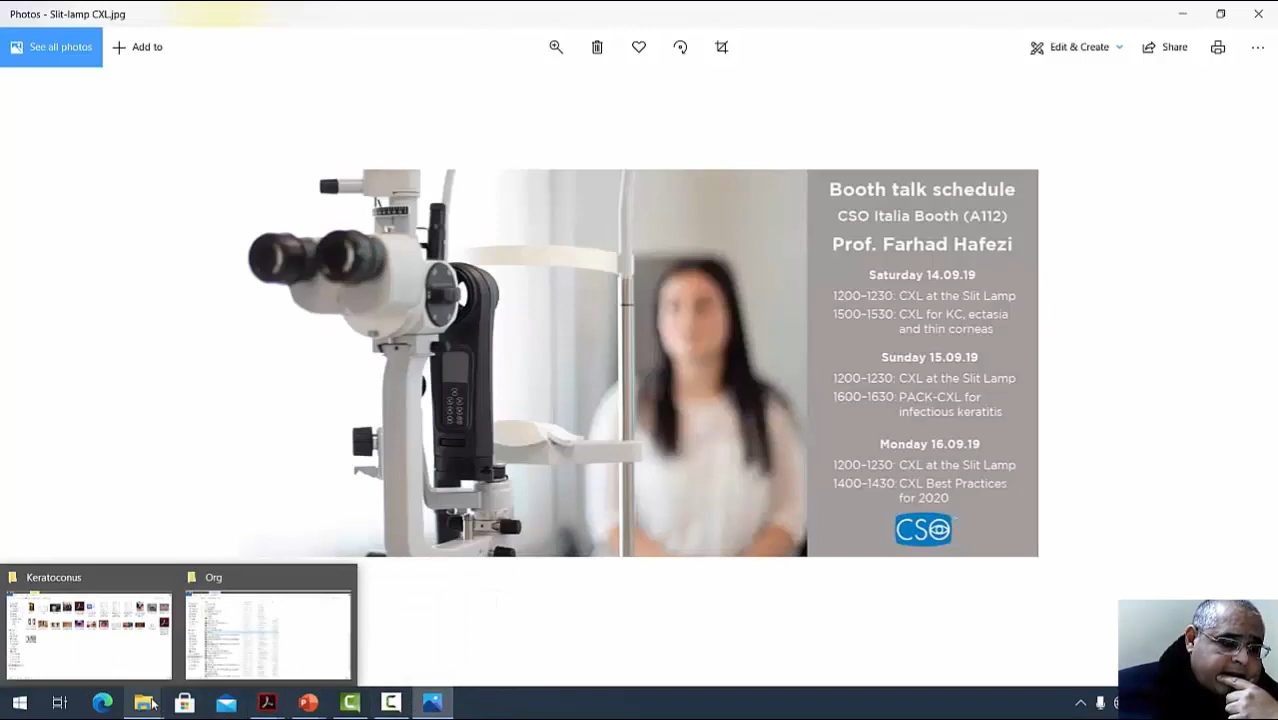 Photos - Slit-lamp CXL.jpg
See all photos
Add to
Edit & Create
Share
Booth talk schedule
CSO Italia Booth (A112)
Prof. Farhad Hafezi
Saturday 14.09.19
1200-1230: CXL at the Slit Lamp
1500-1530: CXL for KC, ectasia
and thin corneas
Sunday 15.09.19
1200-1230: CXL at the Slit Lamp
1600-1630: PACK-CXL for
infectious keratitis
Monday 16.09.19
1200-1230: CXL at the Slit Lamp
1400-1430: CXL Best Practices
for 2020
CSO
Keratoconus
Org